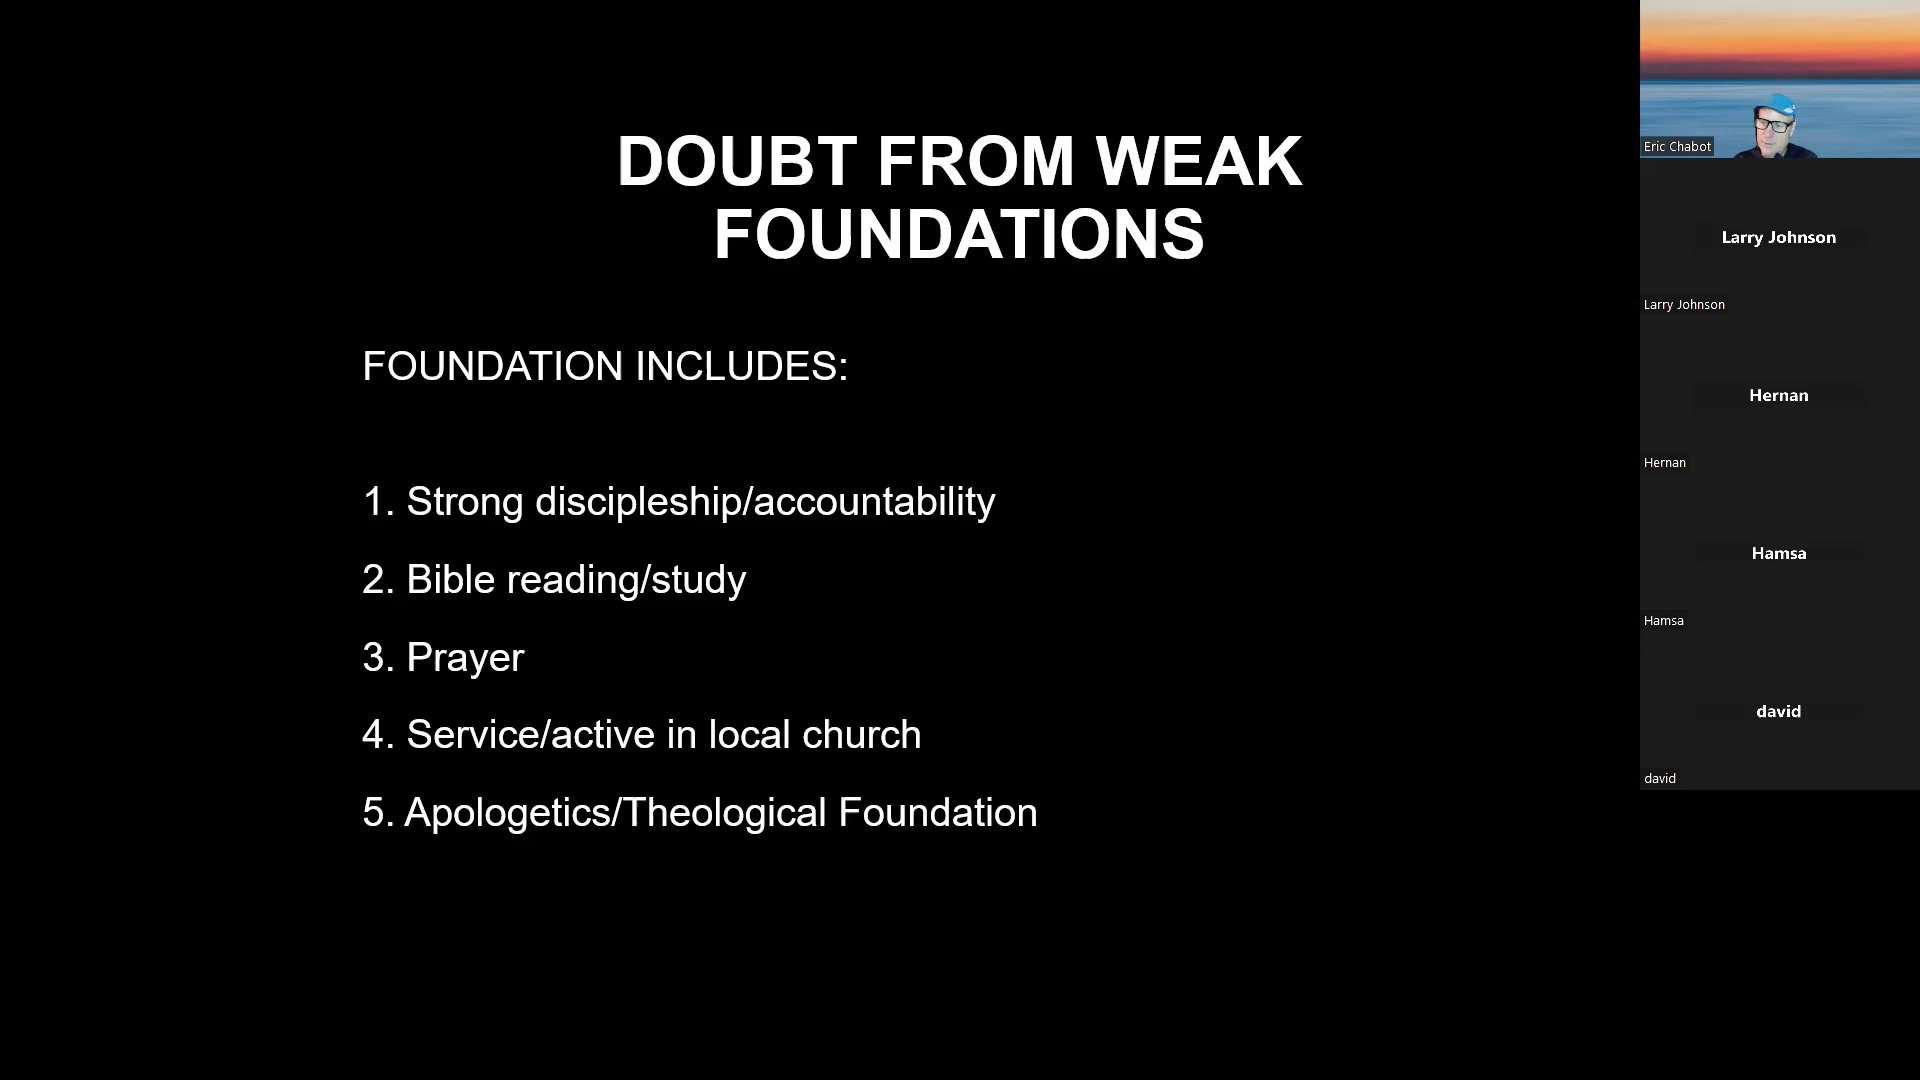 DOUBT FROM WEAK
FOUNDATIONS
FOUNDATION INCLUDES:
1. Strong discipleship/accountability
2. Bible reading/study
3. Prayer
4. Service/active in local church
5. Apologetics/Theological Foundation
Eric Chabot
Larry Johnson
Larry Johnson
Hernan
Hernan
Hamsa
Hamsa
david
david